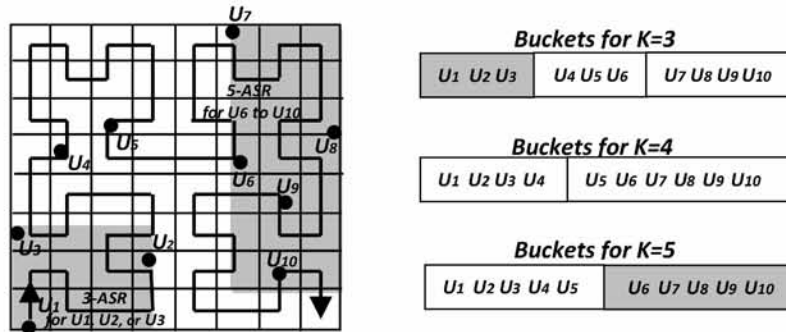 U7
Buckets for K=3
U1 U2 U3 U4 U5 U6 U7 U8 U9 U10
5-ASR
for U6 to U10
U5
U8
U4
U6
Buckets for K=4
U1 U2 U3 U4 U5 U6 U7 U8 U9 U10
U9
U3
U2
U10
Buckets for K=5
U1 U2 U3 U4 U5 U6 U7 U8 U9 U10
U1
3-ASR
for U1, U2, or U3